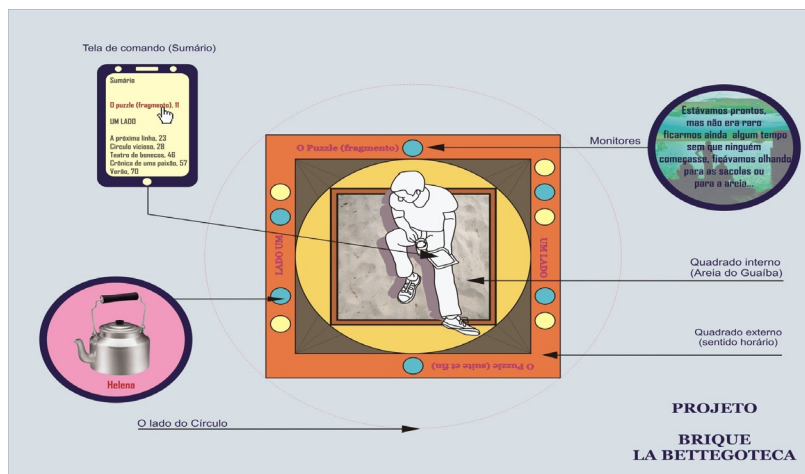 Tela de comando (Sumário)
Sumário
O puzzle (fragmento), 11
UM LADO
A próxima linha, 23
Círculo vicioso, 28
Teatro de bonecos, 46
Crônica de uma paixão, 57
Verão, 70
O Puzzle (fragmento)
Monitores
Estávamos prontos,
mas não era raro
ficarmos ainda algum tempo
sem que ninguém
começasse, ficávamos olhando
para as sacolas ou
para a areia...
LADO UM
UM LADO
Quadrado interno
(Areia do Guaíba)
Quadrado externo
(sentido horário)
O Puzzle (suite et fin)
Helena
O lado do Círculo
PROJETO
BRIQUE
LA BETTEGOTECA